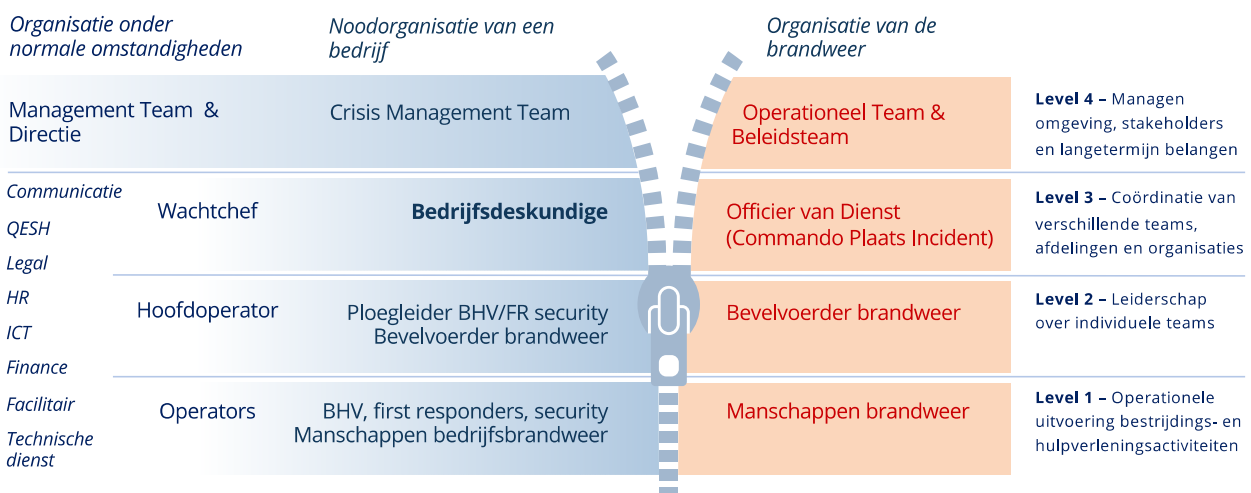 Organisatie onder
normale omstandigheden
Noodorganisatie van een
bedrijf
Organisatie van de
brandweer
Management Team &
Directie
Crisis Management Team
Operationeel Team &
Beleidsteam
Level 4 – Managen
omgeving, stakeholders
en langetermijn belangen
Communicatie
QESH
Legal
HR
ICT
Finance
Facilitair
Technische
dienst
Wachtchef
Bedrijfsdeskundige
Officier van Dienst
(Commando Plaats Incident)
Level 3 – Coördinatie van
verschillende teams,
afdelingen en organisaties
Hoofdoperator
Ploegleider BHV/FR security
Bevelvoerder brandweer
Bevelvoerder brandweer
Level 2 – Leiderschap
over individuele teams
Operators
BHV, first responders, security
Manschappen bedrijfsbrandweer
Manschappen brandweer
Level 1 – Operationele
uitvoering bestrijdings- en
hulpverleningsactiviteiten